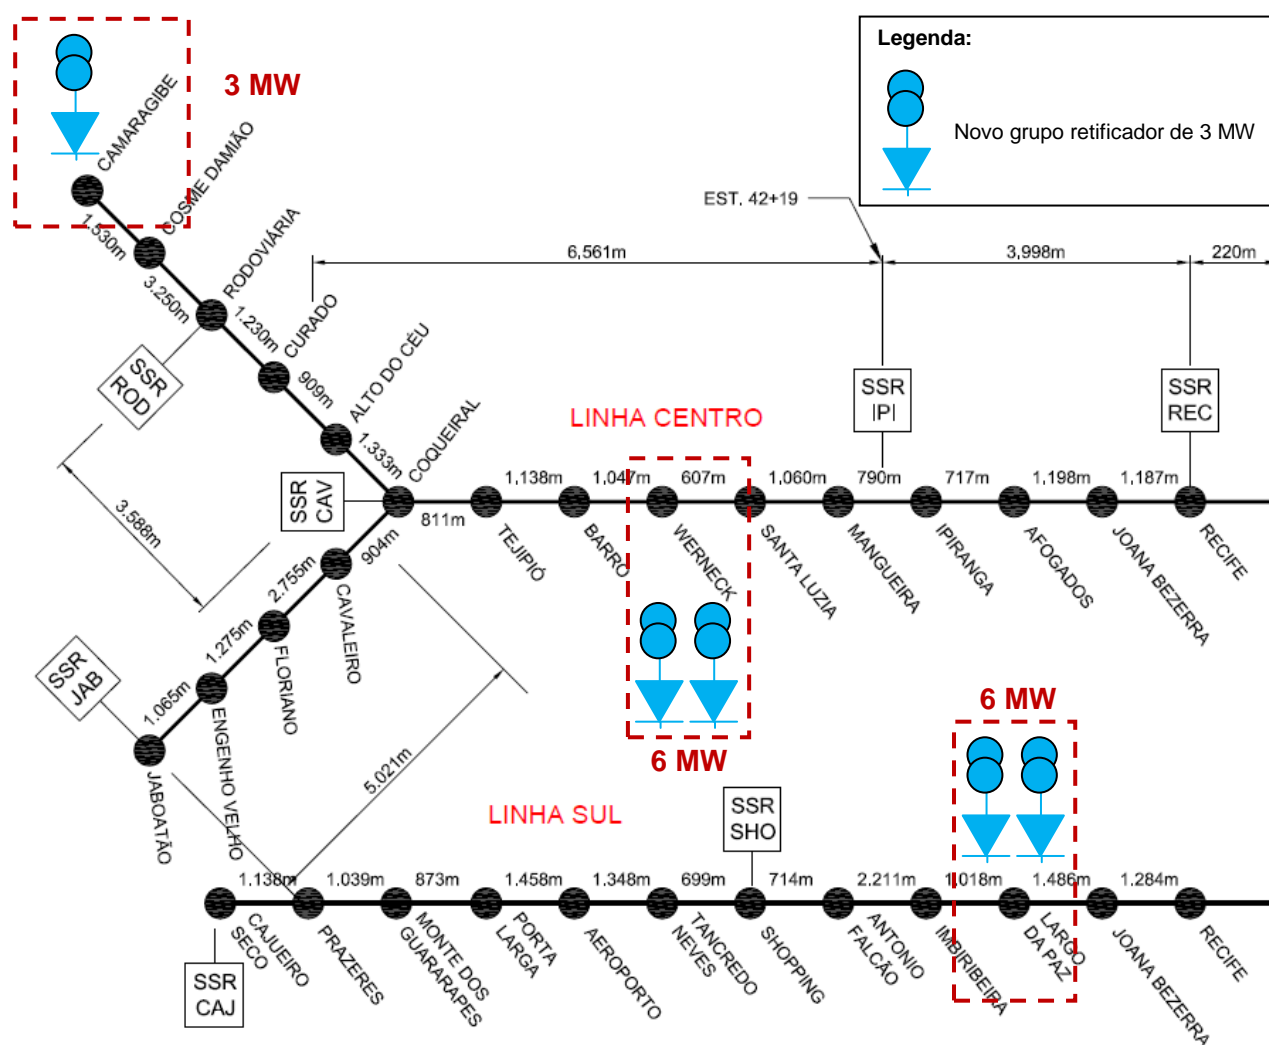 Legenda:
Novo grupo retificador de 3 MW
3 MW
CAMARAGIBE
COSME DAMIÃO
RODOVIÁRIA
CURADO
ALTO DO CÉU
COQUEIRAL
1.530m
3.250m
1.230m
909m
1.333m
EST. 42+19
6,561m
3,998m
220m
SSR
ROD
SSR
CAV
SSR
IPI
SSR
REC
3.588m
LINHA CENTRO
811m
1,138m
1,047m
607m
1,060m
790m
717m
1,198m
1,187m
TEJIPIÓ
BARRO
WERNECK
SANTA LUZIA
MANGUEIRA
IPIRANGA
AFOGADOS
JOANA BEZERRA
RECIFE
904m
2.755m
1.275m
1.065m
CAVALEIRO
FLORIANO
ENGENHO VELHO
JABOATÃO
SSR
JAB
5.021m
6 MW
6 MW
LINHA SUL
SSR
SHO
1.138m
1.039m
873m
1.458m
1.348m
699m
714m
2.211m
1.018m
1,486m
1.284m
CAJUEIRO
SECO
PRAZERES
MONTE DOS
GUARARAPES
PORTA
LARGA
AEROPORTO
TANCREDO
NEVES
SHOPPING
ANTONIO
FALCÃO
IMBIRIBEIRA
LARGO
DA PAZ
JOANA BEZERRA
RECIFE
SSR
CAJ